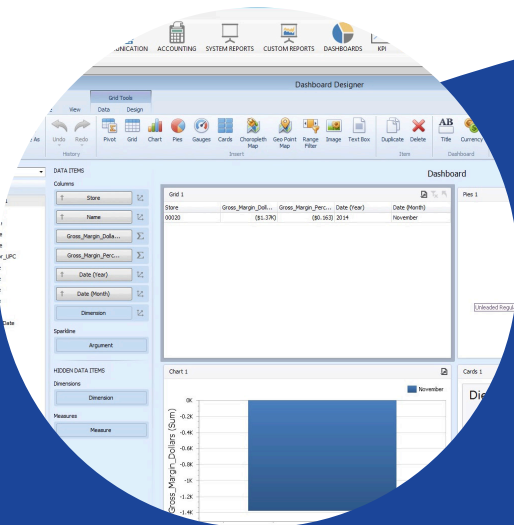 ACCOUNTING SYSTEM REPORTS CUSTOM REPORTS DASHBOARDS KPI
Dashboard Designer
Grid Tools
View Data Design
As Undo Redo Pivot Grid Chart Pies Gauges Cards Choropleth Map Geo Point Map Range Filter Image Text Box Duplicate Delete Title Currency
History Insert Item Dashboard
DATA ITEMS
Dashboard
Columns
Store
Name
Gross_Margin_Dolla...
Gross_Margin_Perc...
Date (Year)
Date (Month)
Dimension
Sparkline
Argument
HIDDEN DATA ITEMS
Dimensions
Dimension
Measures
Measure
Grid 1
Store Gross_Margin_Doll... Gross_Margin_Perc... Date (Year) Date (Month)
00020 ($1.37K) ($0.163) 2014 November
Pies 1
Unleaded Regul
Chart 1
November
Gross_Margin_Dollars (Sum)
0K
-0.2K
-0.4K
-0.6K
-0.8K
-1K
-1.2K
-1.4K
Cards 1
Die